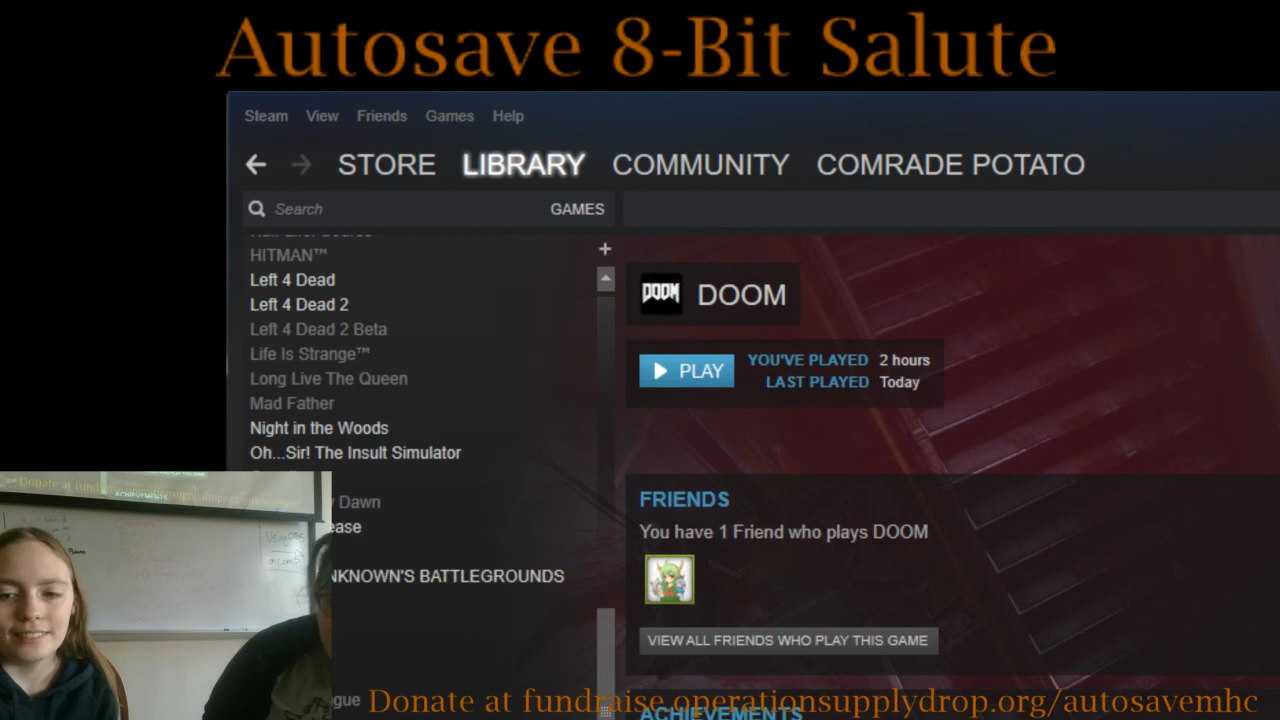 Autosave 8-Bit Salute
Steam View Friends Games Help
STORE LIBRARY COMMUNITY COMRADE POTATO
Search GAMES
HITMAN™
Left 4 Dead
Left 4 Dead 2
Left 4 Dead 2 Beta
Life Is Strange™
Long Live The Queen
Mad Father
Night in the Woods
Oh...Sir! The Insult Simulator
Dawn
NKNOWN'S BATTLEGROUNDS
DOOM DOOM
PLAY YOU'VE PLAYED 2 hours
LAST PLAYED Today
FRIENDS
You have 1 Friend who plays DOOM
VIEW ALL FRIENDS WHO PLAY THIS GAME
ACHIEVEMENTS
Donate at fundraise.operationsupplydrop.org/autosavemhc